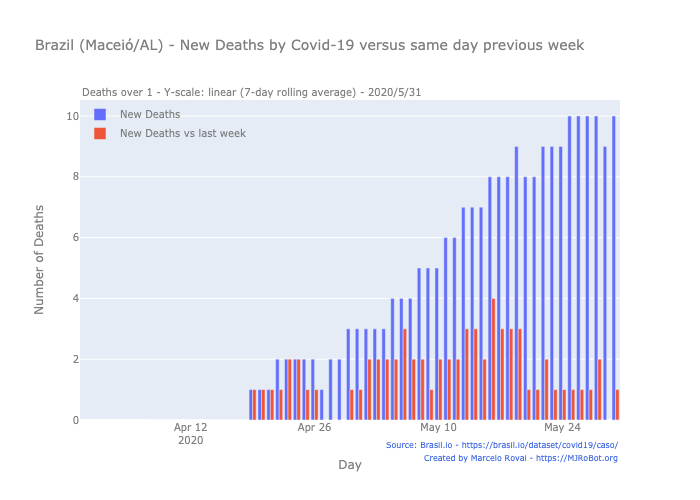 Brazil (Maceió/AL) - New Deaths by Covid-19 versus same day previous week
Deaths over 1 - Y-scale: linear (7-day rolling average) - 2020/5/31
New Deaths
New Deaths vs last week
Number of Deaths
10
8
6
4
2
0
Apr 12
2020
Apr 26
May 10
May 24
Day
Source: Brasil.io - https://brasil.io/dataset/covid19/caso/
Created by Marcelo Rovai - https://MJRoBot.org